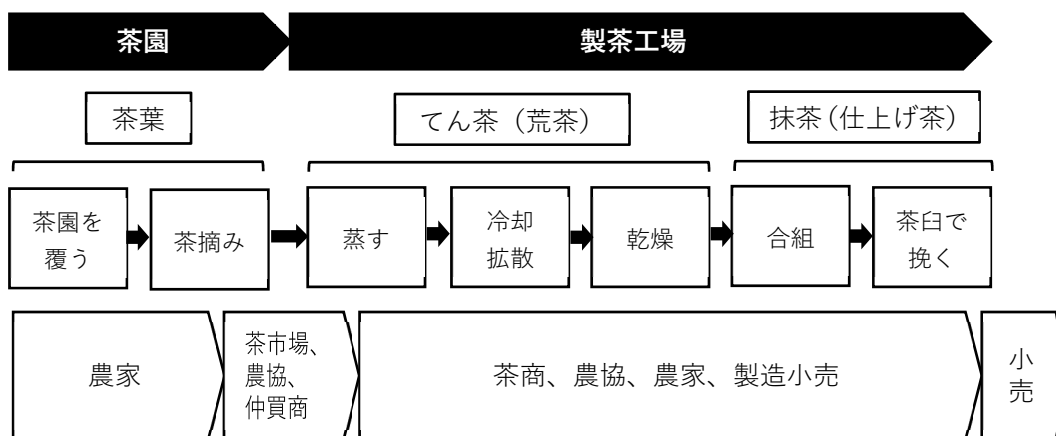 茶園
製茶工場
茶葉
てん茶（荒茶）
抹茶（仕上げ茶）
茶園を
覆う
茶摘み
蒸す
冷却
拡散
乾燥
合組
茶臼で
挽く
農家
茶市場、
農協、
仲買商
茶商、農協、農家、製造小売
小
売